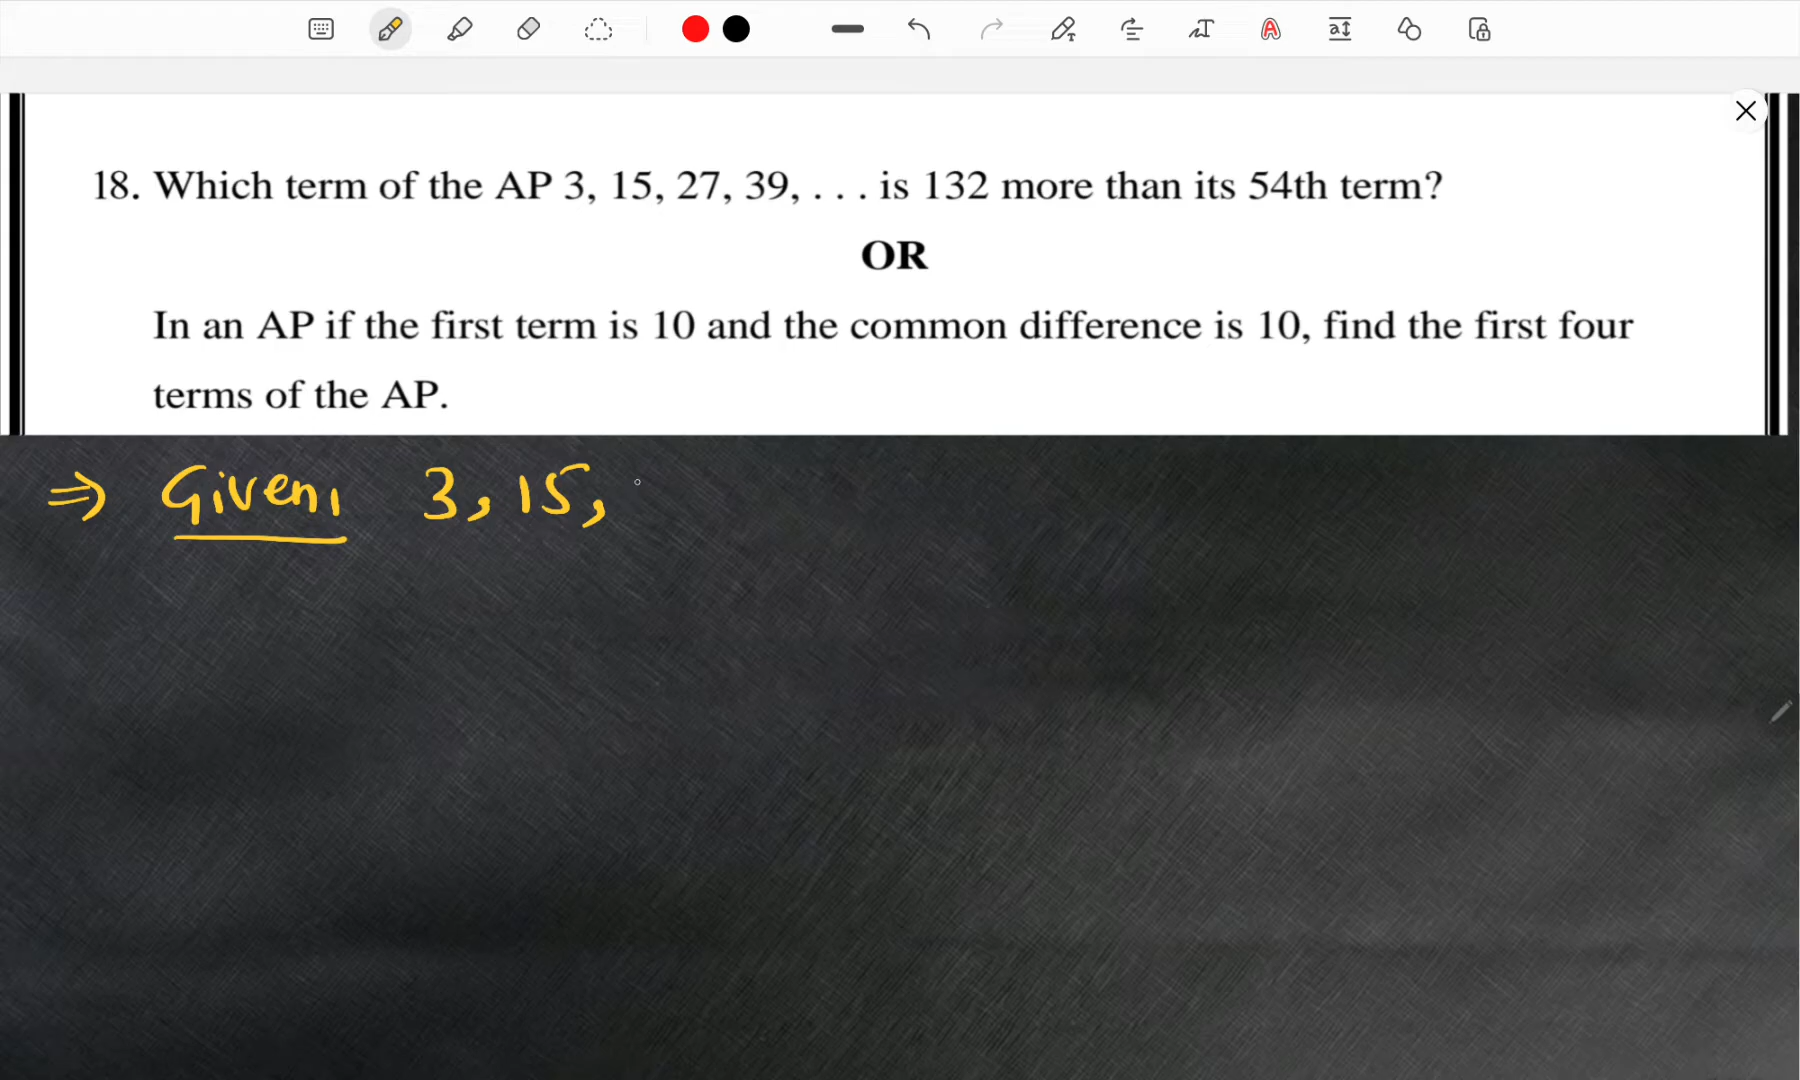 18. Which term of the AP 3, 15, 27, 39, . . . is 132 more than its 54th term?
OR
In an AP if the first term is 10 and the common difference is 10, find the first four
terms of the AP.
⇒ Given, 3, 15,